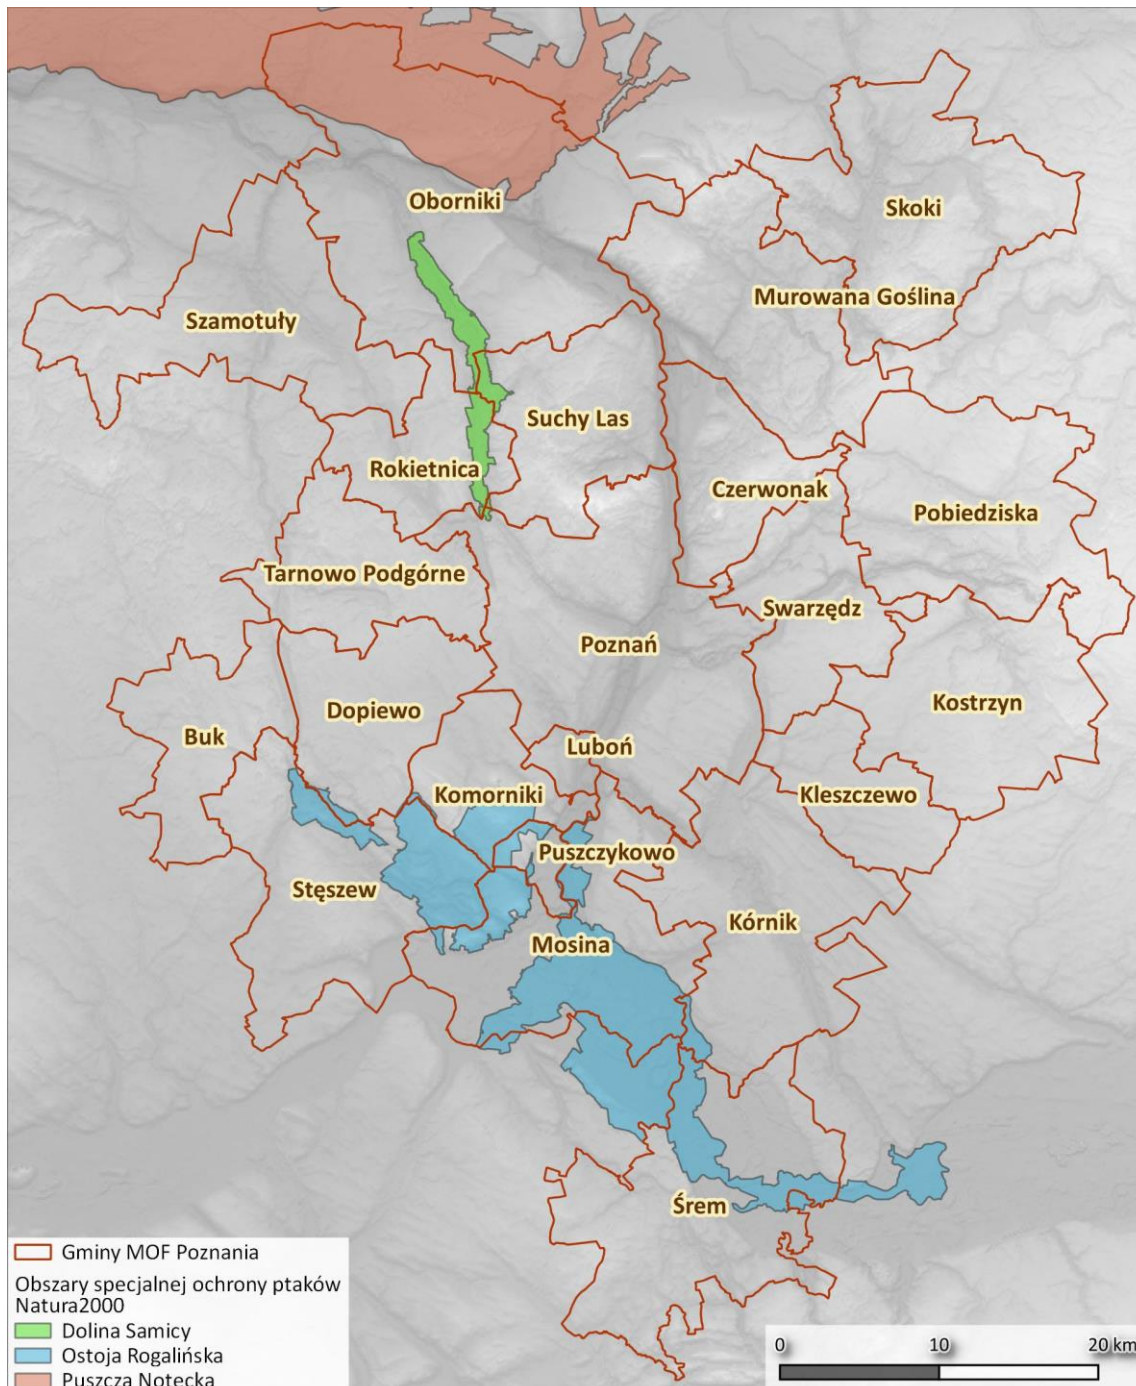 Oborniki
Skoki
Murowana Goślina
Szamotuły
Suchy Las
Rokietnica
Czerwonak
Pobiedziska
Tarnowo Podgórne
Swarzędz
Poznań
Kostrzyn
Dopiewo
Buk
Luboń
Komorniki
Kleszczewo
Puszczykowo
Stęszew
Kórnik
Mosina
Śrem
Gminy MOF Poznania
Obszary specjalnej ochrony ptaków
Natura2000
Dolina Samicy
Ostoja Rogalińska
Puszcza Notecka
0 10 20 km